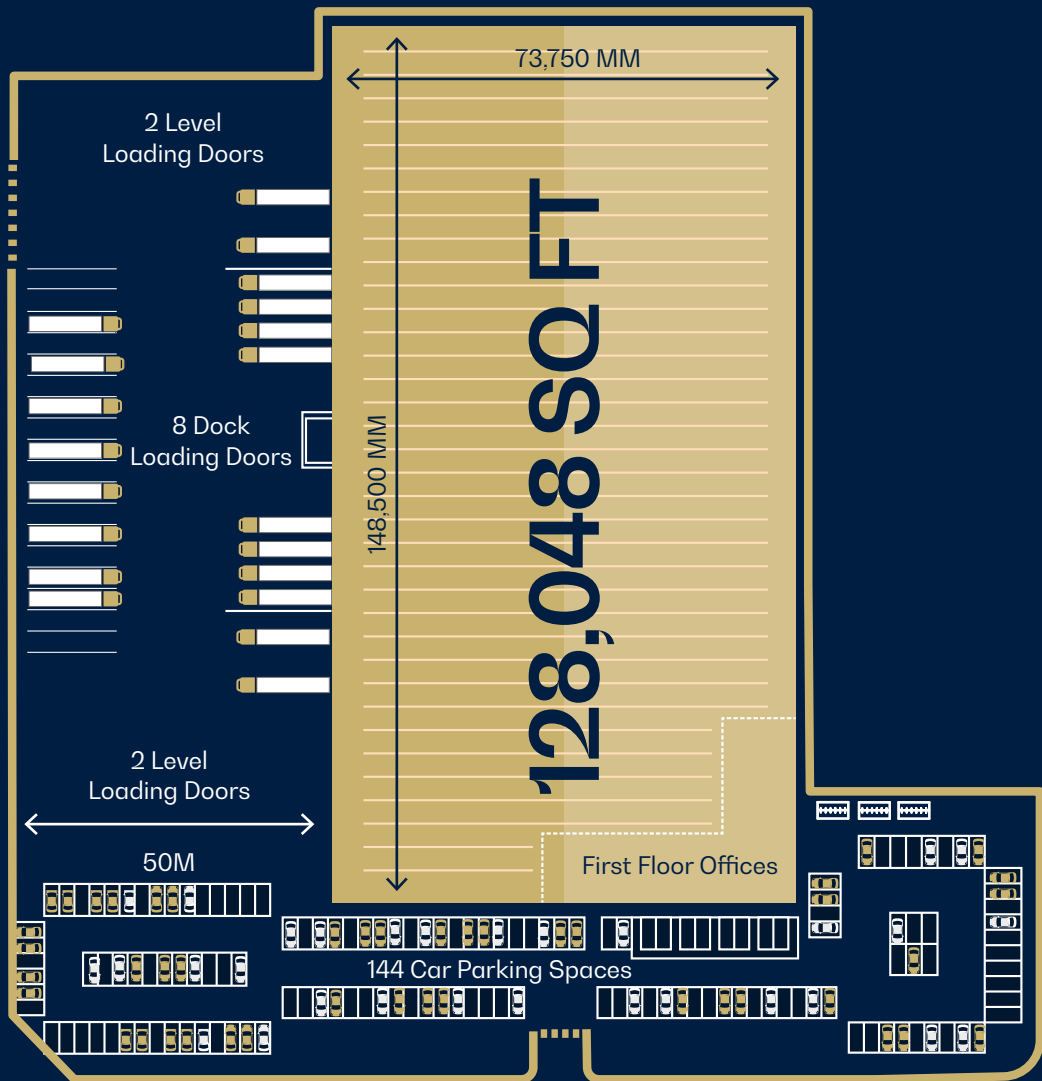 73,750 MM
2 Level
Loading Doors
8 Dock
Loading Doors
148,500 MM
128,048 SQ FT
2 Level
Loading Doors
50M
First Floor Offices
144 Car Parking Spaces